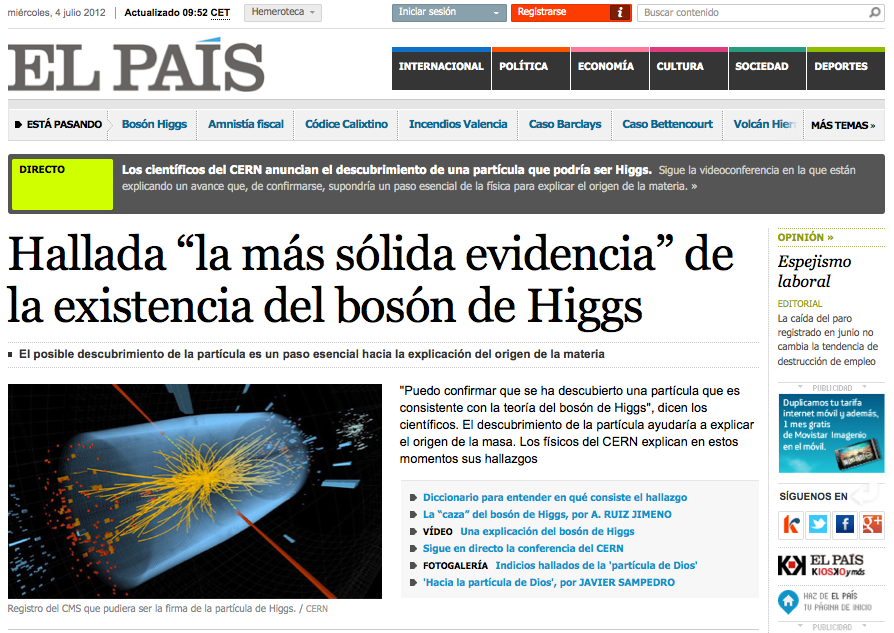 miércoles, 4 julio 2012
Actualizado 09:52 CET
Hemeroteca
Iniciar sesión
Registrarse
i
Buscar contenido
EL PAÍS
INTERNACIONAL
POLÍTICA
ECONOMÍA
CULTURA
SOCIEDAD
DEPORTES
ESTÁ PASANDO
Bosón Higgs
Amnistía fiscal
Códice Calixtino
Incendios Valencia
Caso Barclays
Caso Bettencourt
Volcán Hier
MÁS TEMAS »
DIRECTO
Los científicos del CERN anuncian el descubrimiento de una partícula que podría ser Higgs. Sigue la videoconferencia en la que están
explicando un avance que, de confirmarse, supondría un paso esencial de la física para explicar el origen de la materia. »
Hallada “la más sólida evidencia” de
la existencia del bosón de Higgs
El posible descubrimiento de la partícula es un paso esencial hacia la explicación del origen de la materia
"Puedo confirmar que se ha descubierto una partícula que es
consistente con la teoría del bosón de Higgs", dicen los
científicos. El descubrimiento de la partícula ayudaría a explicar
el origen de la masa. Los físicos del CERN explican en estos
momentos sus hallazgos
Diccionario para entender en qué consiste el hallazgo
La “caza” del bosón de Higgs, por A. RUIZ JIMENO
VÍDEO Una explicación del bosón de Higgs
Sigue en directo la conferencia del CERN
FOTOGALERÍA Indicios hallados de la 'partícula de Dios'
'Hacia la partícula de Dios', por JAVIER SAMPEDRO
Registro del CMS que pudiera ser la firma de la partícula de Higgs. / CERN
OPINIÓN »
Espejismo
laboral
EDITORIAL
La caída del paro
registrado en junio no
cambia la tendencia de
destrucción de empleo
PUBLICIDAD
Duplicamos tu tarifa
internet móvil y además,
1 mes gratis
de Movistar Imagenio
en el móvil.
SÍGUENOS EN
EL PAÍS
KIOSKO y más
HAZ DE EL PAÍS
TU PÁGINA DE INICIO
PUBLICIDAD